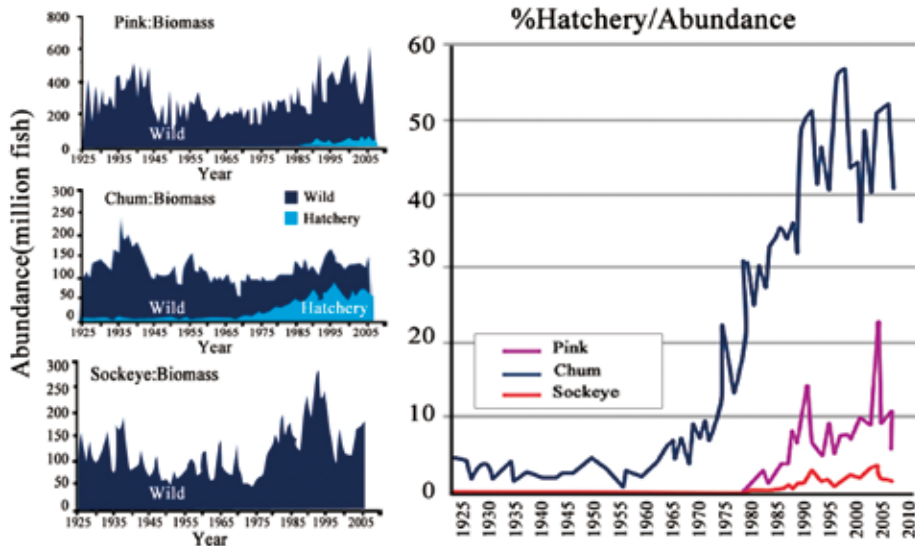 Abundance(million fish)
Pink:Biomass
800
600
400
200
0
Wild
1925 1935 1945 1955 1965 1975 1985 1995 2005
Year
Chum:Biomass
300
250
200
150
100
50
0
Wild
Hatchery
Wild
Hatchery
1925 1935 1945 1955 1965 1975 1985 1995 2005
Year
Sockeye:Biomass
300
250
200
150
100
50
0
Wild
1925 1935 1945 1955 1965 1975 1985 1995 2005
Year
%Hatchery/Abundance
60
50
40
30
20
10
0
Pink
Chum
Sockeye
1925 1930 1935 1940 1945 1950 1955 1960 1965 1970 1975 1980 1985 1990 1995 2000 2005 2010